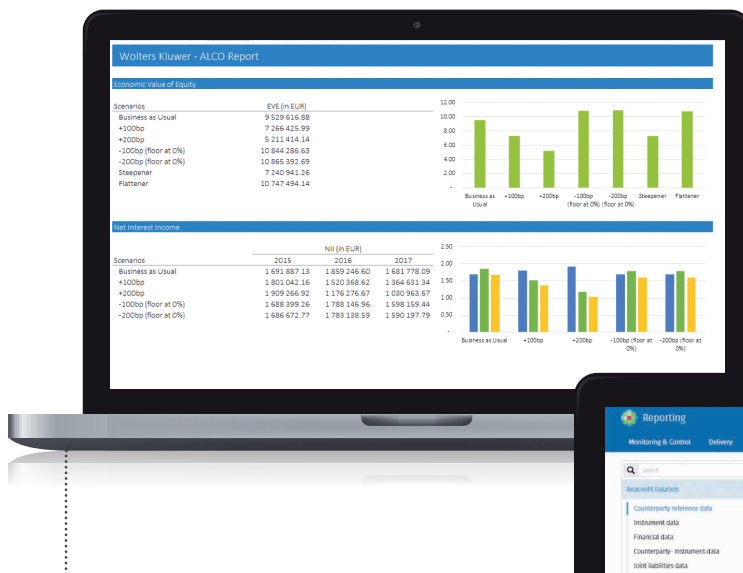 Wolters Kluwer - ALCO Report
Economic Value of Equity
Scenarios EVE (in EUR)
Business as Usual 9 529 616.88
+100bp 7 266 425.99
+200bp 5 211 414.14
-100bp (floor at 0%) 10 844 286.63
-200bp (floor at 0%) 10 865 392.69
Steepener 7 240 941.26
Flattener 10 747 494.14
12.00
10.00
8.00
6.00
4.00
2.00
-
Business as Usual +100bp +200bp -100bp (floor at 0%) -200bp (floor at 0%) Steepener Flattener
Net Interest Income
NII (in EUR)
Scenarios 2015 2016 2017
Business as Usual 1 691 887.13 1 859 246.60 1 681 778.09
+100bp 1 801 042.16 1 520 368.62 1 364 631.34
+200bp 1 909 266.92 1 176 276.67 1 030 963.67
-100bp (floor at 0%) 1 688 399.26 1 788 146.96 1 598 159.44
-200bp (floor at 0%) 1 686 672.77 1 783 138.59 1 590 197.79
2.50
2.00
1.50
1.00
0.50
-
Business as Usual +100bp +200bp -100bp (floor at 0%) -200bp (floor at 0%)
Reporting
Monitoring & Control Delivery
Search
Anacredit DataSets
Counterparty reference data
Instrument data
Financial data
Counterparty- instrument data
Joint liabilities data